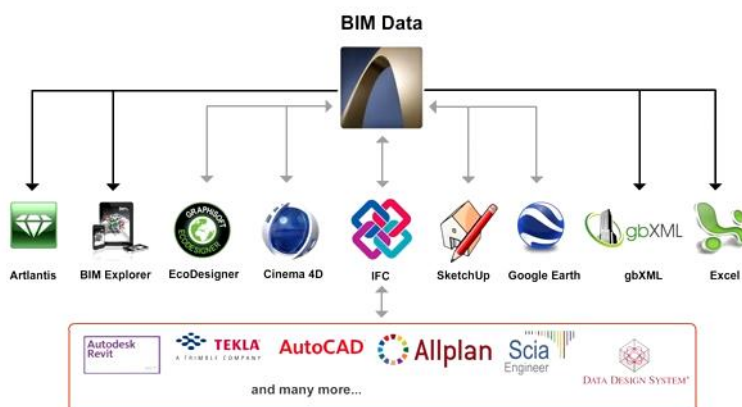 BIM Data
GRAPHISOFT
ECODESIGNER
gbXML
Artlantis
BIM Explorer
EcoDesigner
Cinema 4D
IFC
SketchUp
Google Earth
gbXML
Excel
Autodesk
Revit
TEKLA
A TRIMBLE COMPANY
AutoCAD
Allplan
Scia
Engineer
DATA DESIGN SYSTEM
and many more...